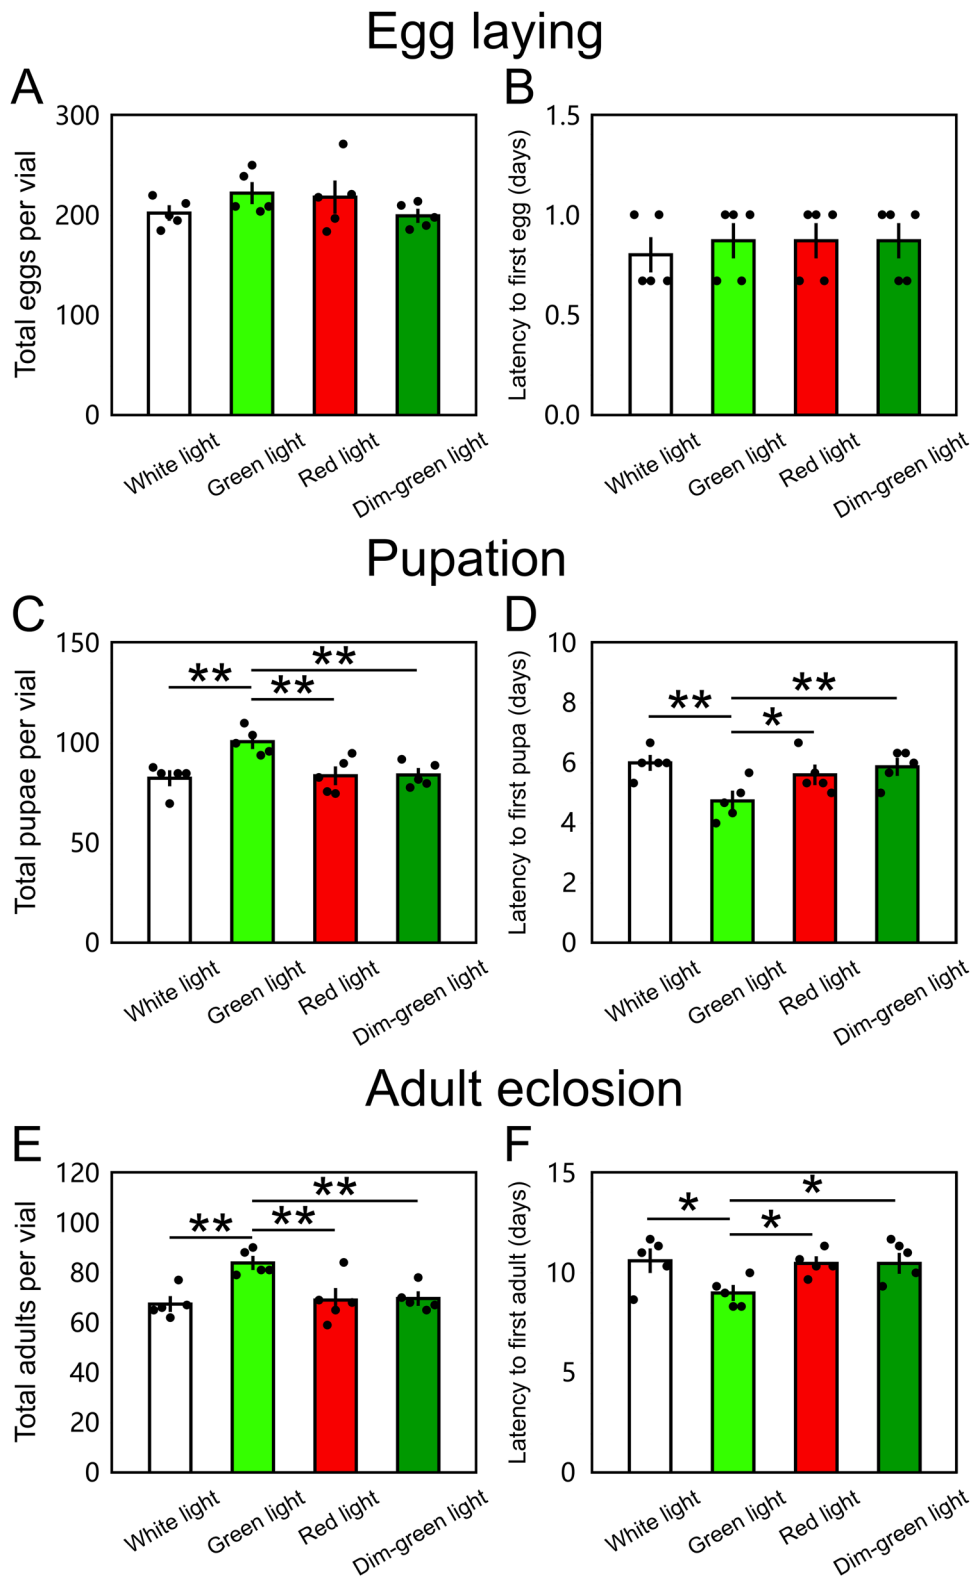 Egg laying
A
B
Total eggs per vial
300
200
100
0
White light
Green light
Red light
Dim-green light
Latency to first egg (days)
1.5
1.0
0.5
0.0
White light
Green light
Red light
Dim-green light
Pupation
C
D
Total pupae per vial
150
100
50
0
**
**
**
White light
Green light
Red light
Dim-green light
Latency to first pupa (days)
10
8
6
4
2
0
**
**
*
White light
Green light
Red light
Dim-green light
Adult eclosion
E
F
Total adults per vial
120
100
80
60
40
20
0
**
**
**
White light
Green light
Red light
Dim-green light
Latency to first adult (days)
15
10
5
0
*
*
*
White light
Green light
Red light
Dim-green light